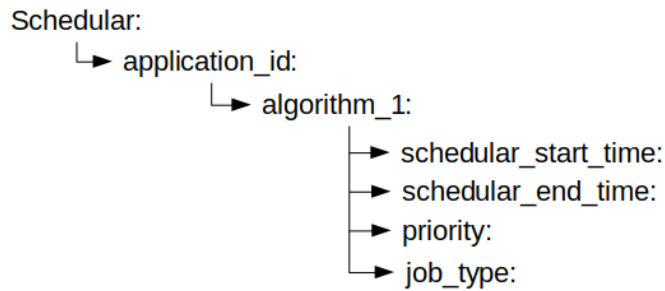 Schedular:
application_id:
algorithm_1:
schedular_start_time:
schedular_end_time:
priority:
job_type: